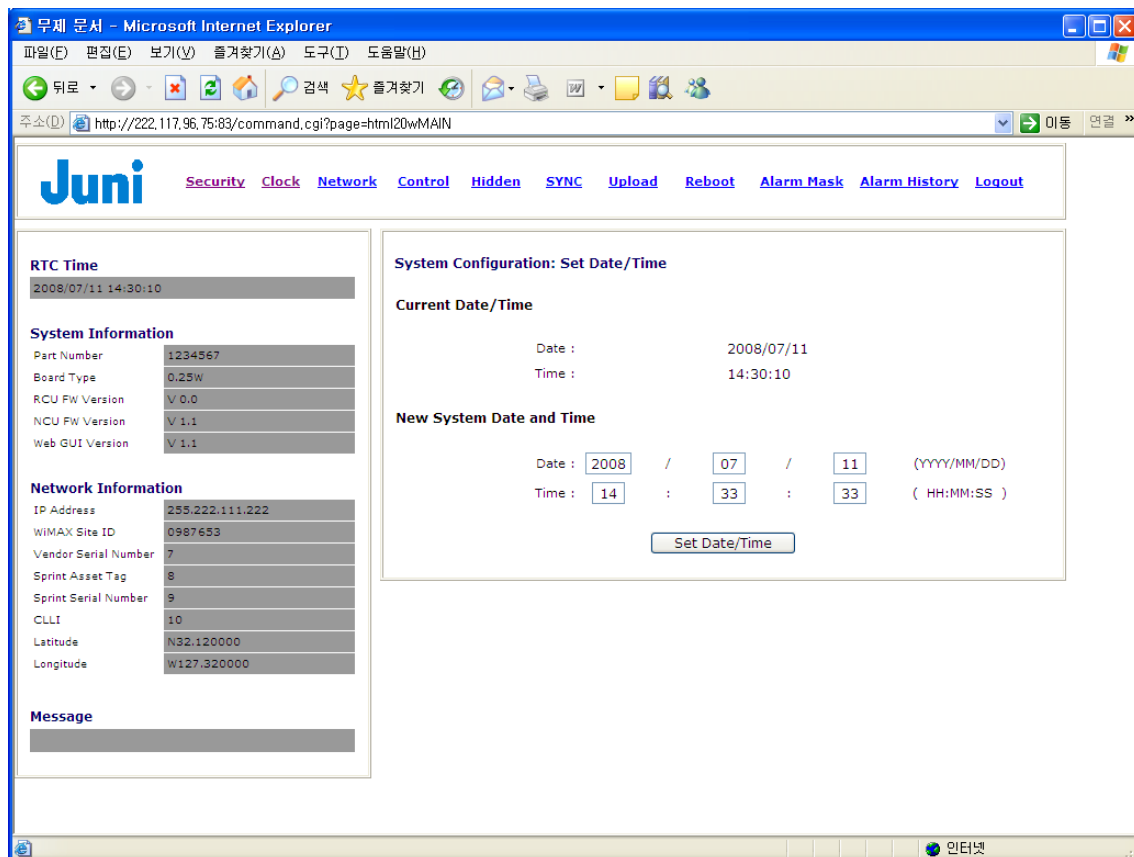 무제 문서 - Microsoft Internet Explorer
파일(F) 편집(E) 보기(V) 즐겨찾기(A) 도구(T) 도움말(H)
뒤로 검색 즐겨찾기
주소(D) http://222,117,96,75:83/command,cgi?page=html20wMAIN 이동 연결 »
Juni Security Clock Network Control Hidden SYNC Upload Reboot Alarm Mask Alarm History Logout
RTC Time
2008/07/11 14:30:10
System Information
Part Number 1234567
Board Type 0.25W
RCU FW Version V 0.0
NCU FW Version V 1.1
Web GUI Version V 1.1
Network Information
IP Address 255.222.111.222
WiMAX Site ID 0987653
Vendor Serial Number 7
Sprint Asset Tag 8
Sprint Serial Number 9
CLLI 10
Latitude N32.120000
Longitude W127.320000
Message
System Configuration: Set Date/Time
Current Date/Time
Date : 2008/07/11
Time : 14:30:10
New System Date and Time
Date : 2008 / 07 / 11 (YYYY/MM/DD)
Time : 14 : 33 : 33 ( HH:MM:SS )
Set Date/Time
인터넷